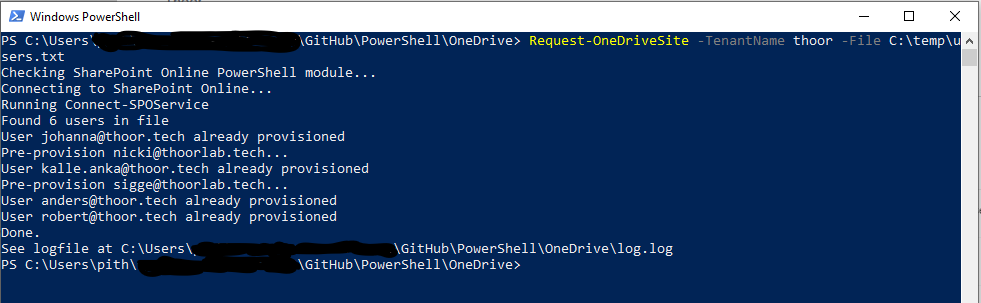 Windows PowerShell
PS C:\Users\ \GitHub\PowerShell\OneDrive> Request-OneDriveSite -TenantName thoor -File C:\temp\u
sers.txt
Checking SharePoint Online PowerShell module...
Connecting to SharePoint Online...
Running Connect-SPOService
Found 6 users in file
User johanna@thoor.tech already provisioned
Pre-provision nicki@thoorlab.tech...
User kalle.anka@thoor.tech already provisioned
Pre-provision sigge@thoorlab.tech...
User anders@thoor.tech already provisioned
User robert@thoor.tech already provisioned
Done.
See logfile at C:\Users\ \GitHub\PowerShell\OneDrive\log.log
PS C:\Users\pith\ \GitHub\PowerShell\OneDrive>